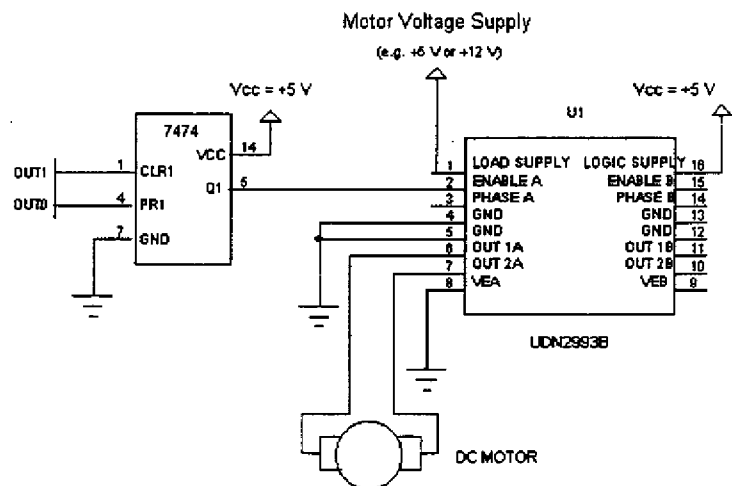 Motor Voltage Supply
(e.g. +6 V or +12 V)
Vcc = +5 V
7474
VCC 14
OUT1 1 CLR1
Q1 5
OUT0 4 PR1
7 GND
U1
Vcc = +5 V
1 LOAD SUPPLY LOGIC SUPPLY 16
2 ENABLE A ENABLE B 15
3 PHASE A PHASE B 14
4 GND GND 13
5 GND GND 12
6 OUT 1A OUT 1B 11
7 OUT 2A OUT 2B 10
8 VEA VEB 9
UDN2993B
DC MOTOR